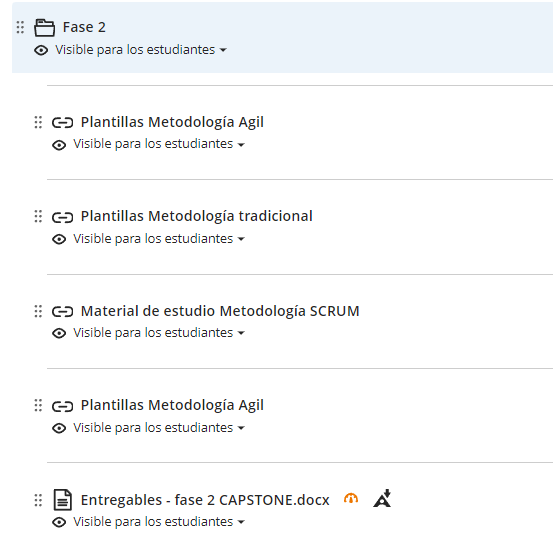 Fase 2
Visible para los estudiantes
Plantillas Metodología Agil
Visible para los estudiantes
Plantillas Metodología tradicional
Visible para los estudiantes
Material de estudio Metodología SCRUM
Visible para los estudiantes
Plantillas Metodología Agil
Visible para los estudiantes
Entregables - fase 2 CAPSTONE.docx
Visible para los estudiantes